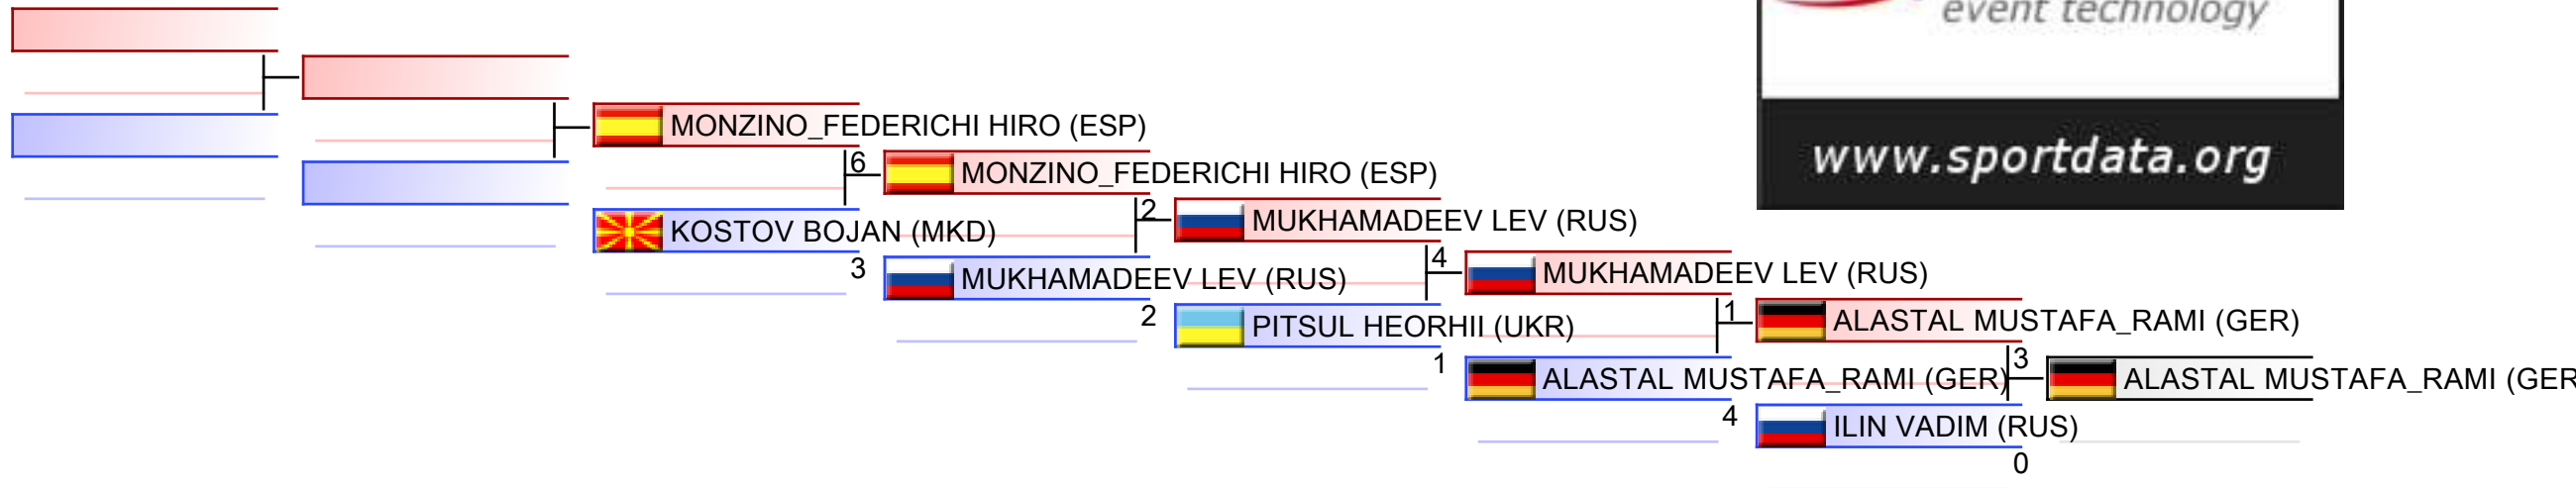 event technology
www.sportdata.org
MONZINO_FEDERICHI HIRO (ESP)
6
MONZINO_FEDERICHI HIRO (ESP)
KOSTOV BOJAN (MKD)
3
2
MUKHAMADEEV LEV (RUS)
MUKHAMADEEV LEV (RUS)
2
4
MUKHAMADEEV LEV (RUS)
PITSUL HEORHII (UKR)
1
1
ALASTAL MUSTAFA_RAMI (GER)
ALASTAL MUSTAFA_RAMI (GER)
4
3
ALASTAL MUSTAFA_RAMI (GER
ILIN VADIM (RUS)
0